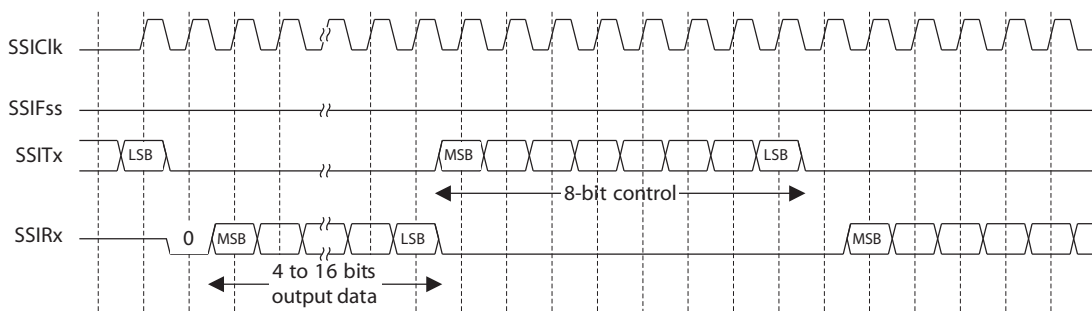 SSIClk
SSIFss
SSITx
LSB
MSB
LSB
8-bit control
SSIRx
0
MSB
LSB
MSB
4 to 16 bits
output data